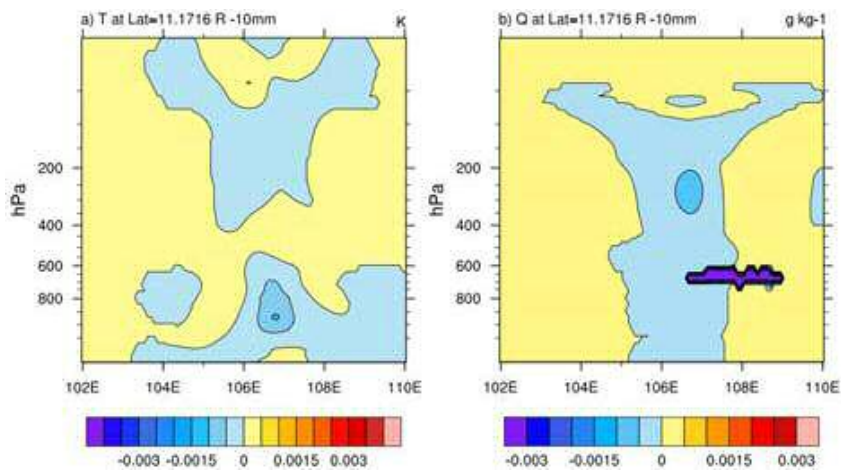 a) T at Lat=11.1716 R -10mm K
b) Q at Lat=11.1716 R -10mm g kg-1
hPa
200
400
600
800
102E 104E 106E 108E 110E
-0.003 -0.0015 0 0.0015 0.003
hPa
200
400
600
800
102E 104E 106E 108E 110E
-0.003 -0.0015 0 0.0015 0.003